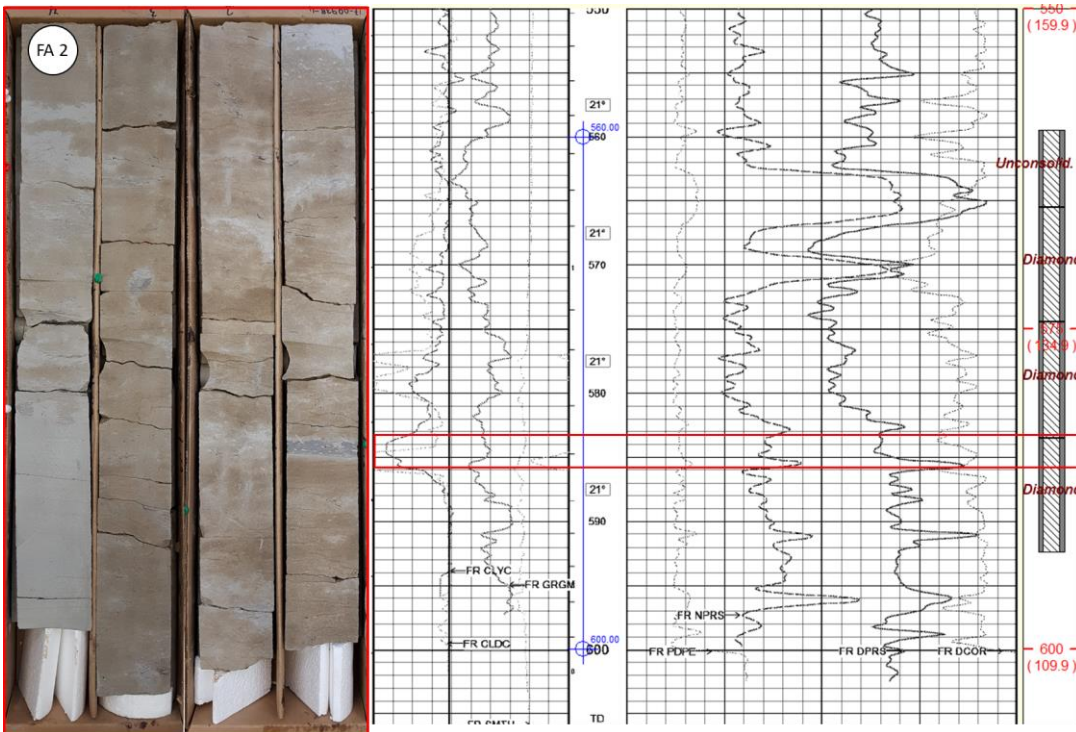 FA 2
550
21°
560.00
560
21°
570
21°
580
21°
590
FR CLYC
FR GRGM
FR NPRS
FR CLDC
600.00
600
FR PDPE
FR DPRS
FR DCOR
TD
550
(159.9)
Unconsolid.
Diamond
575
(134.9)
Diamond
Diamond
600
(109.9)